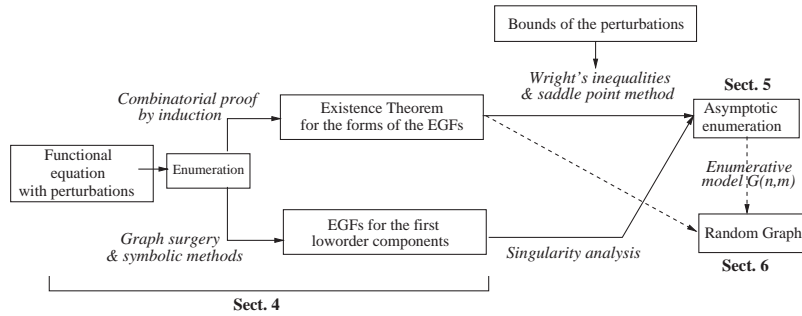 Bounds of the perturbations
Wright's inequalities
& saddle point method
Sect. 5
Combinatorial proof
by induction
Existence Theorem
for the forms of the EGFs
Asymptotic
enumeration
Functional
equation
with perturbations
Enumeration
Enumerative
model G(n,m)
Graph surgery
& symbolic methods
EGFs for the first
loworder components
Singularity analysis
Random Graph
Sect. 6
Sect. 4